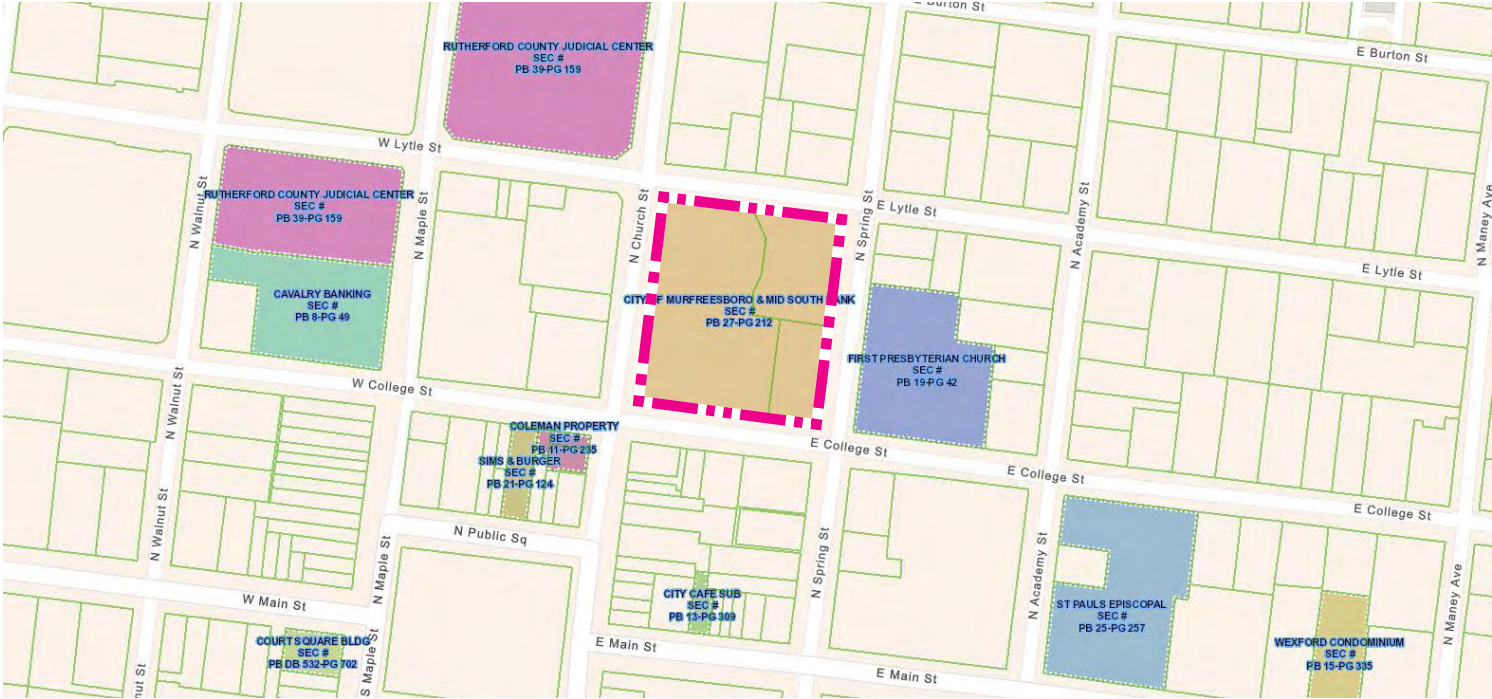 E Burton St
E Burton St
RUTHERFORD COUNTY JUDICIAL CENTER
SEC #
PB 39-PG 159
W Lytle St
RUTHERFORD COUNTY JUDICIAL CENTER
SEC #
PB 39-PG 159
N Walnut St
N Maple St
N Church St
N Spring St
E Lytle St
N Academy St
N Maney Ave
E Lytle St
CAVALRY BANKING
SEC #
PB 8-PG 49
CITY OF MURFREESBORO & MID SOUTH BANK
SEC #
PB 27-PG 212
FIRST PRESBYTERIAN CHURCH
SEC #
PB 19-PG 42
W College St
N Walnut St
COLEMAN PROPERTY
SEC #
PB 11-PG 235
SIMS & BURGER
SEC #
PB 21-PG 124
E College St
E College St
E College St
N Walnut St
N Public Sq
N Maple St
N Spring St
N Academy St
N Maney Ave
W Main St
CITY CAFE SUB
SEC #
PB 13-PG 309
ST PAULS EPISCOPAL
SEC #
PB 25-PG 257
COURT SQUARE BLDG
SEC #
PB DB 532-PG 702
S Maple St
E Main St
E Main St
WEXFORD CONDOMINIUM
SEC #
PB 15-PG 335
nut St